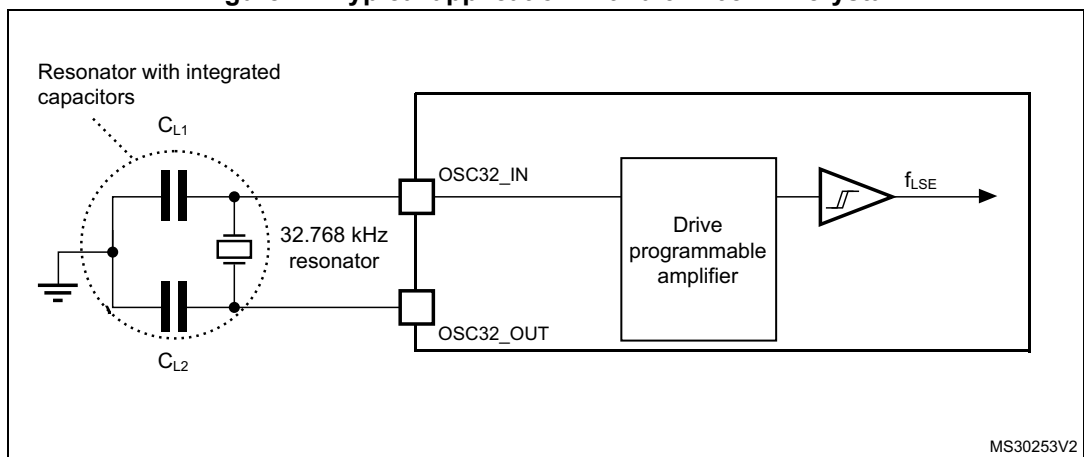 Resonator with integrated
capacitors
C_L1
OSC32_IN
f_LSE
32.768 kHz
resonator
Drive
programmable
amplifier
OSC32_OUT
C_L2
MS30253V2